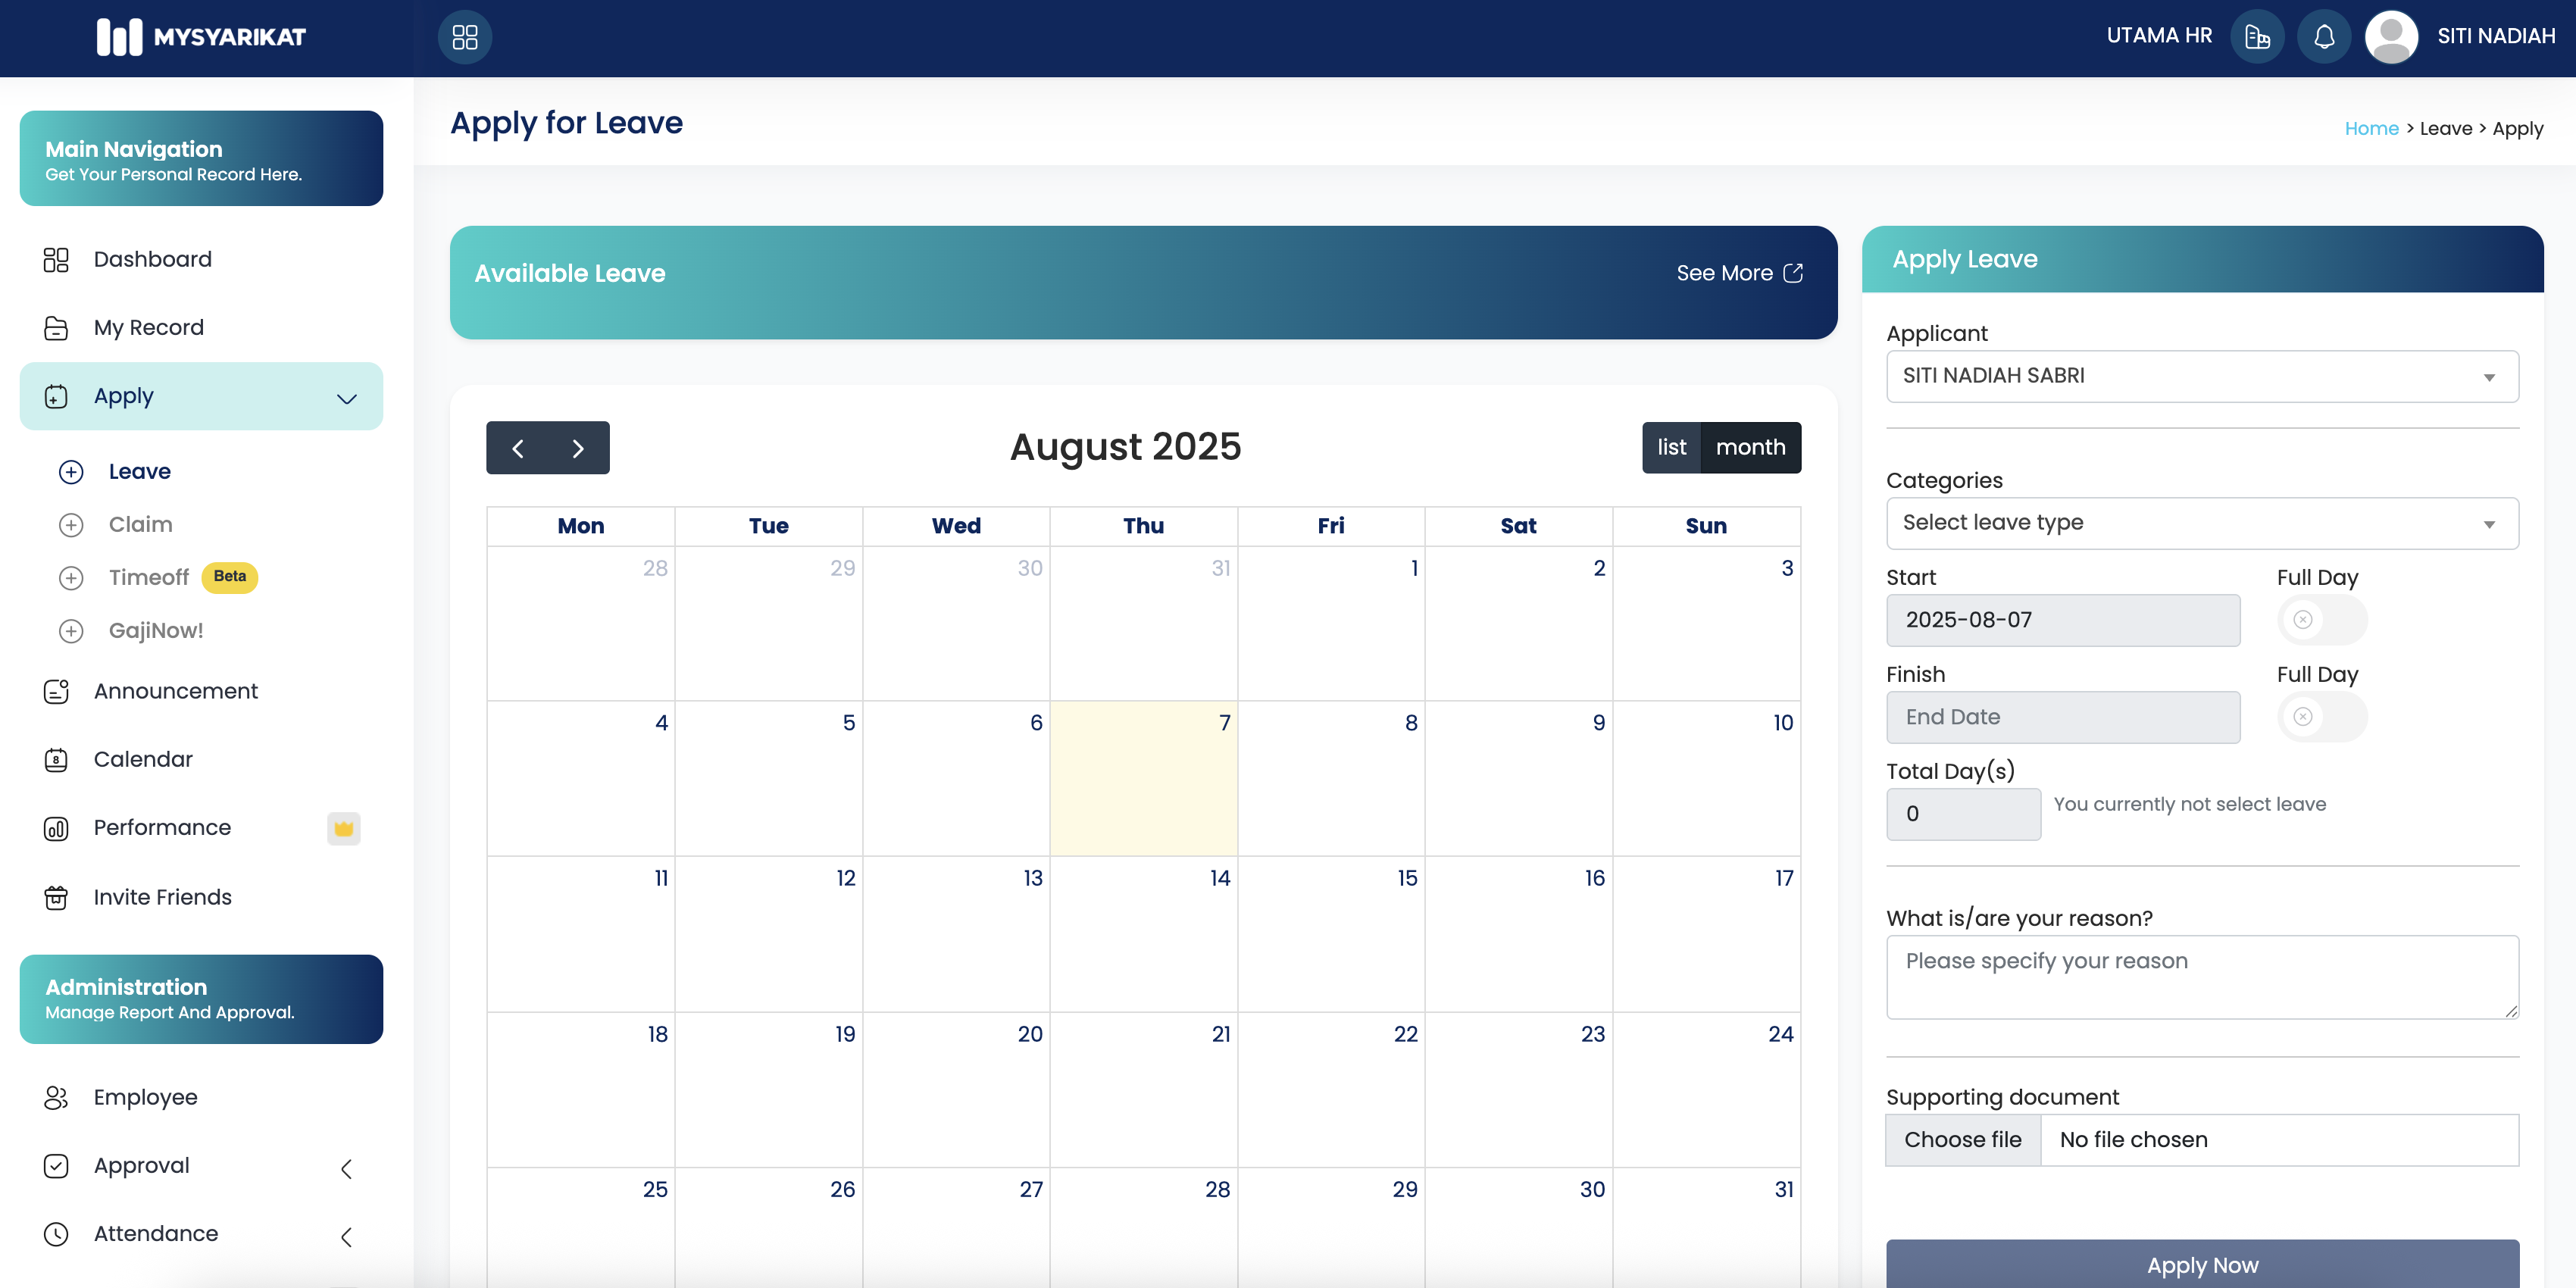 MYSYARIKAT
UTAMA HR
SITI NADIAH
Main Navigation
Get Your Personal Record Here.
Dashboard
My Record
Apply
Leave
Claim
Timeoff Beta
GajiNow!
Announcement
8
Calendar
Performance
Invite Friends
Administration
Manage Report And Approval.
Employee
Approval
Attendance
Apply for Leave
Home > Leave > Apply
Available Leave
See More
August 2025
list month
Mon Tue Wed Thu Fri Sat Sun
28 29 30 31 1 2 3
4 5 6 7 8 9 10
11 12 13 14 15 16 17
18 19 20 21 22 23 24
25 26 27 28 29 30 31
Apply Leave
Applicant
SITI NADIAH SABRI
Categories
Select leave type
Start Full Day
2025-08-07
Finish Full Day
End Date
Total Day(s)
0 You currently not select leave
What is/are your reason?
Please specify your reason
Supporting document
Choose file No file chosen
Apply Now